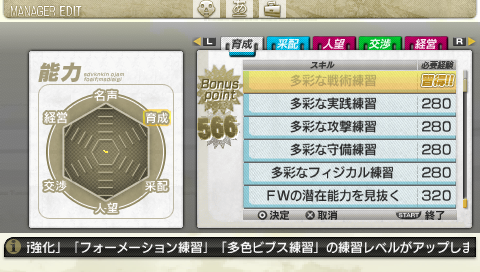 MANAGER EDIT
L 育成 采配 人望 交渉 経営 R
能力
名声
経営 育成
交渉 采配
人望
Bonus
point
566
スキル 必要経験
多彩な戦術練習 習得!!
多彩な実践練習 280
多彩な攻撃練習 280
多彩な守備練習 280
多彩なフィジカル練習 280
FWの潜在能力を見抜く 320
決定 取消 START 終了
強化」「フォーメーション練習」「多色ビブス練習」の練習レベルがアップしま